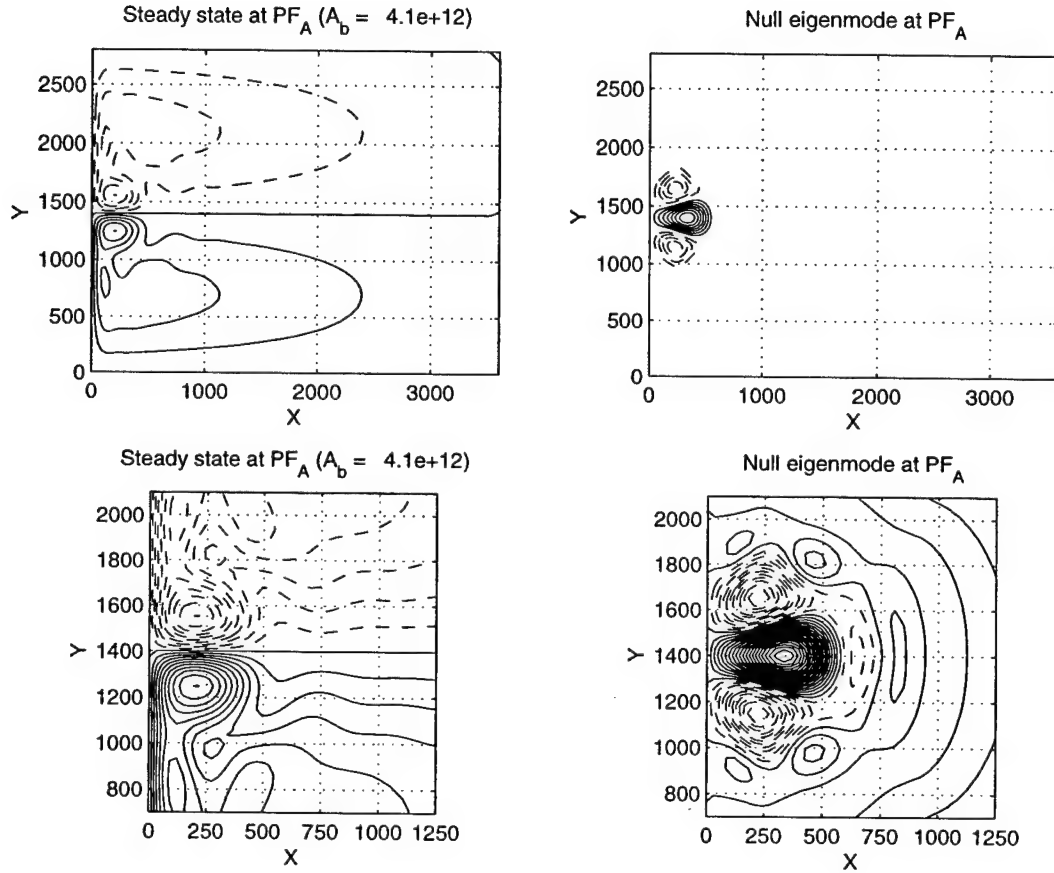 Steady state at PF_A (A_b = 4.1e+12)
Y
2500
2000
1500
1000
500
0
0 1000 2000 3000
X
Null eigenmode at PF_A
Y
2500
2000
1500
1000
500
0
0 1000 2000 3000
X
Steady state at PF_A (A_b = 4.1e+12)
Y
2000
1800
1600
1400
1200
1000
800
0 250 500 750 1000 1250
X
Null eigenmode at PF_A
Y
2000
1800
1600
1400
1200
1000
800
0 250 500 750 1000 1250
X